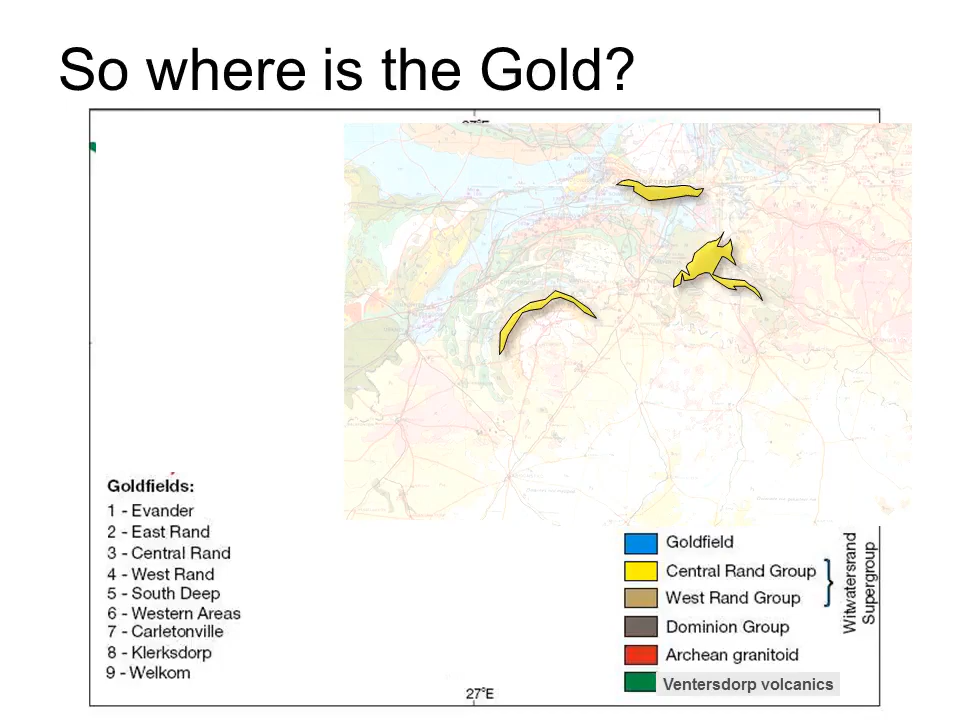 So where is the Gold?
Goldfields:
1 - Evander
2 - East Rand
3 - Central Rand
4 - West Rand
5 - South Deep
6 - Western Areas
7 - Carletonville
8 - Klerksdorp
9 - Welkom
Goldfield
Central Rand Group
West Rand Group
Dominion Group
Archean granitoid
Ventersdorp volcanics
Witwatersrand
Supergroup
27°E